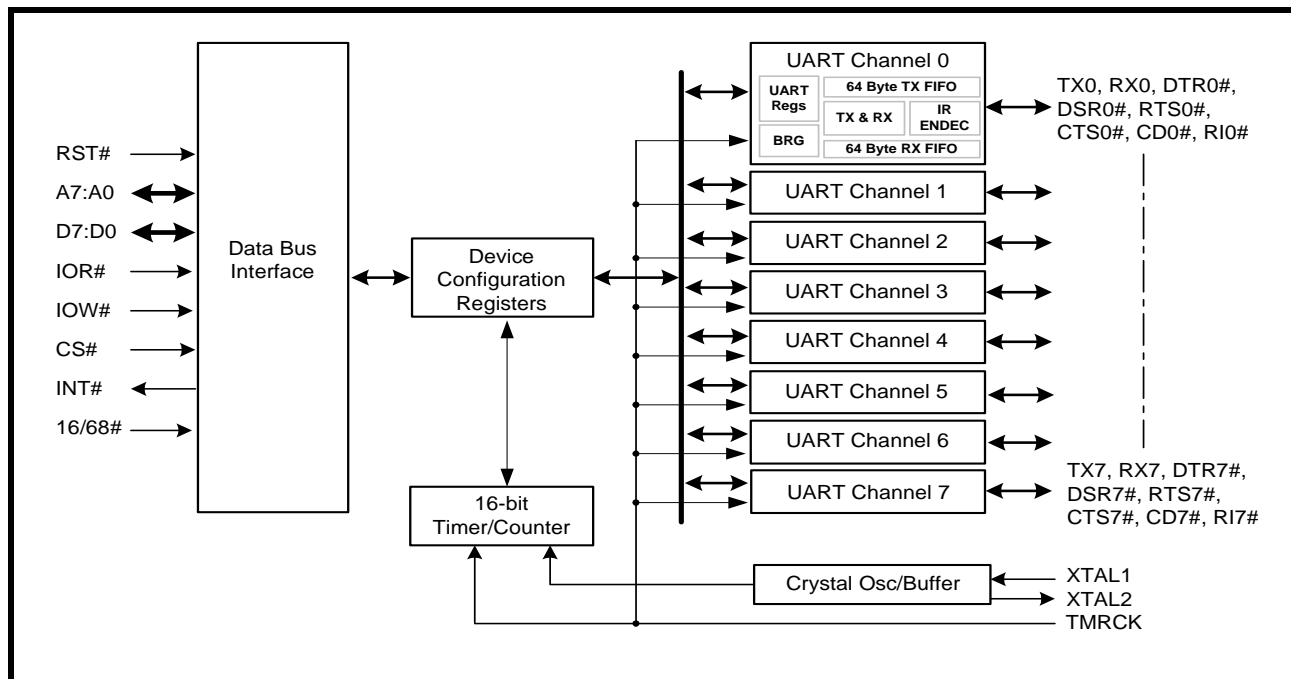 RST#
A7:A0
D7:D0
IOR#
IOW#
CS#
INT#
16/68#
Data Bus
Interface
Device
Configuration
Registers
16-bit
Timer/Counter
UART Channel 0
UART
Regs
BRG
64 Byte TX FIFO
TX & RX
IR
ENDEC
64 Byte RX FIFO
UART Channel 1
UART Channel 2
UART Channel 3
UART Channel 4
UART Channel 5
UART Channel 6
UART Channel 7
Crystal Osc/Buffer
TX0, RX0, DTR0#,
DSR0#, RTS0#,
CTS0#, CD0#, RI0#
TX7, RX7, DTR7#,
DSR7#, RTS7#,
CTS7#, CD7#, RI7#
XTAL1
XTAL2
TMRCK